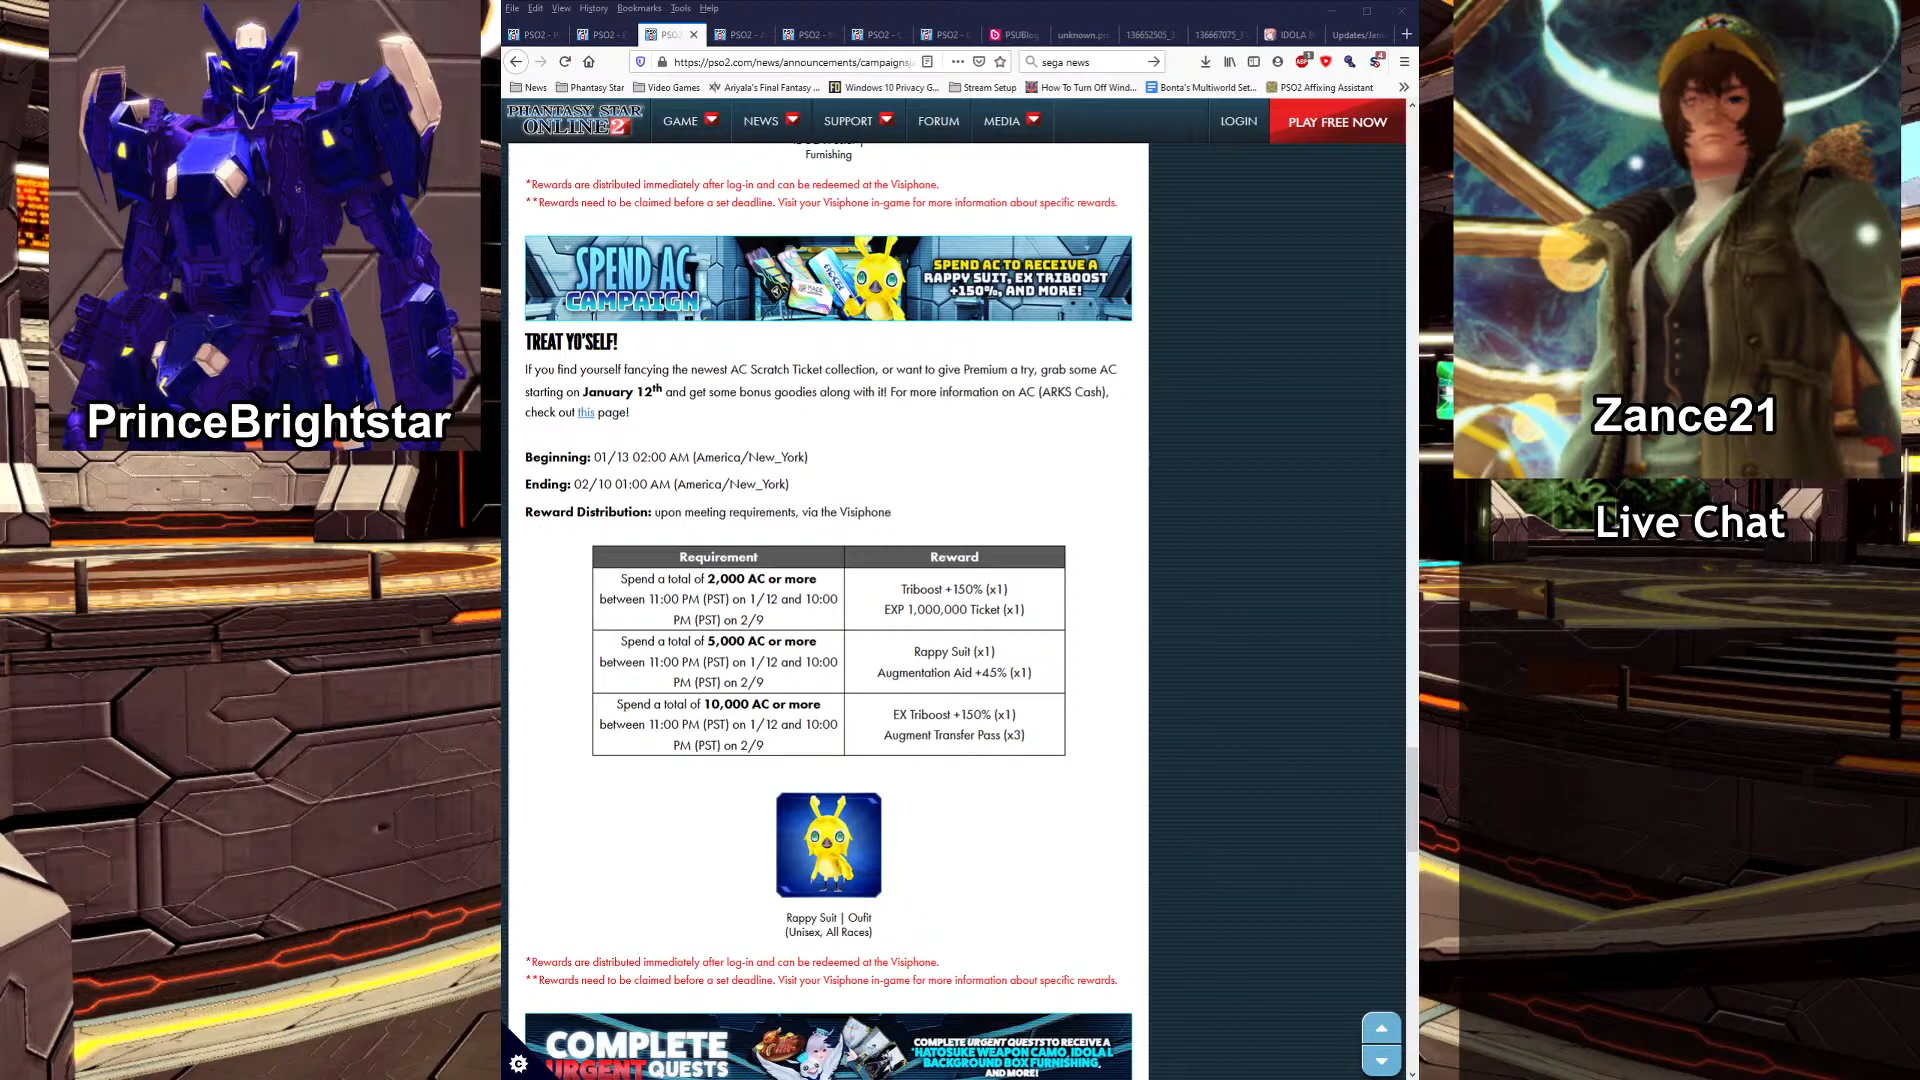 File Edit View History Bookmarks Tools Help
PSO2 - PSO2 - PSO2 PSO2 - PSO2 - PSO2 - PSO2 - PSUBlog unknown.pn 136652505_ 136667075_ IDOLA Updates/Jan
https://pso2.com/news/announcements/campaignsj
sega news
News Phantasy Star Video Games Ariyala's Final Fantasy ... Windows 10 Privacy G... Stream Setup How To Turn Off Wind... Bonta's Multiworld Set... PSO2 Affixing Assistant
PHANTASY STAR ONLINE 2
GAME NEWS SUPPORT FORUM MEDIA LOGIN PLAY FREE NOW
Furnishing
*Rewards are distributed immediately after log-in and can be redeemed at the Visiphone.
**Rewards need to be claimed before a set deadline. Visit your Visiphone in-game for more information about specific rewards.
SPEND AC
CAMPAIGN
SPEND AC TO RECEIVE A
RAPPY SUIT, EX TRIBOOST
+150%, AND MORE!
TREAT YO'SELF!
If you find yourself fancying the newest AC Scratch Ticket collection, or want to give Premium a try, grab some AC
starting on January 12th and get some bonus goodies along with it! For more information on AC (ARKS Cash),
check out this page!
Beginning: 01/13 02:00 AM (America/New_York)
Ending: 02/10 01:00 AM (America/New_York)
Reward Distribution: upon meeting requirements, via the Visiphone
Requirement Reward
Spend a total of 2,000 AC or more
between 11:00 PM (PST) on 1/12 and 10:00
PM (PST) on 2/9
Triboost +150% (x1)
EXP 1,000,000 Ticket (x1)
Spend a total of 5,000 AC or more
between 11:00 PM (PST) on 1/12 and 10:00
PM (PST) on 2/9
Rappy Suit (x1)
Augmentation Aid +45% (x1)
Spend a total of 10,000 AC or more
between 11:00 PM (PST) on 1/12 and 10:00
PM (PST) on 2/9
EX Triboost +150% (x1)
Augment Transfer Pass (x3)
Rappy Suit | Oufit
(Unisex, All Races)
*Rewards are distributed immediately after log-in and can be redeemed at the Visiphone.
**Rewards need to be claimed before a set deadline. Visit your Visiphone in-game for more information about specific rewards.
COMPLETE
URGENT QUESTS
COMPLETE URGENT QUESTS TO RECEIVE A
*HATOSUKE WEAPON CAMO, IDOLA L
BACKGROUND BOX FURNISHING,
AND MORE!
PrinceBrightstar
Zance21
Live Chat